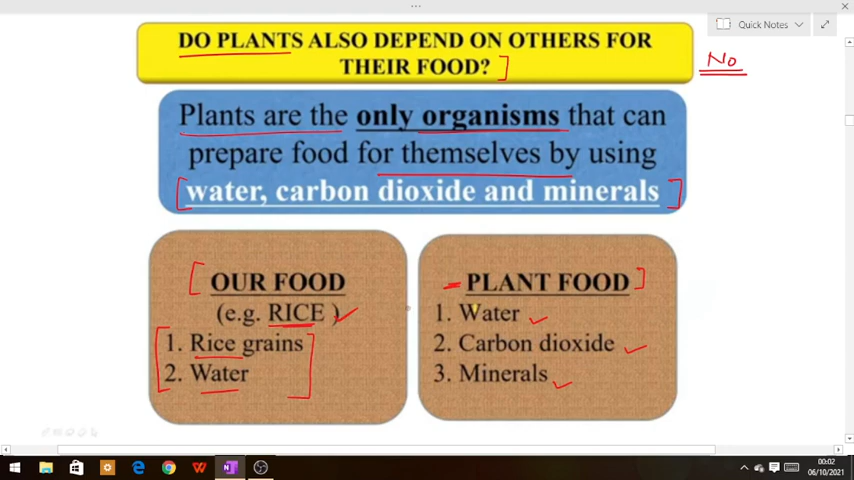 Quick Notes
DO PLANTS ALSO DEPEND ON OTHERS FOR
THEIR FOOD?
No
Plants are the only organisms that can
prepare food for themselves by using
water, carbon dioxide and minerals
OUR FOOD
(e.g. RICE )
1. Rice grains
2. Water
PLANT FOOD
1. Water
2. Carbon dioxide
3. Minerals
00:02
06/10/2021